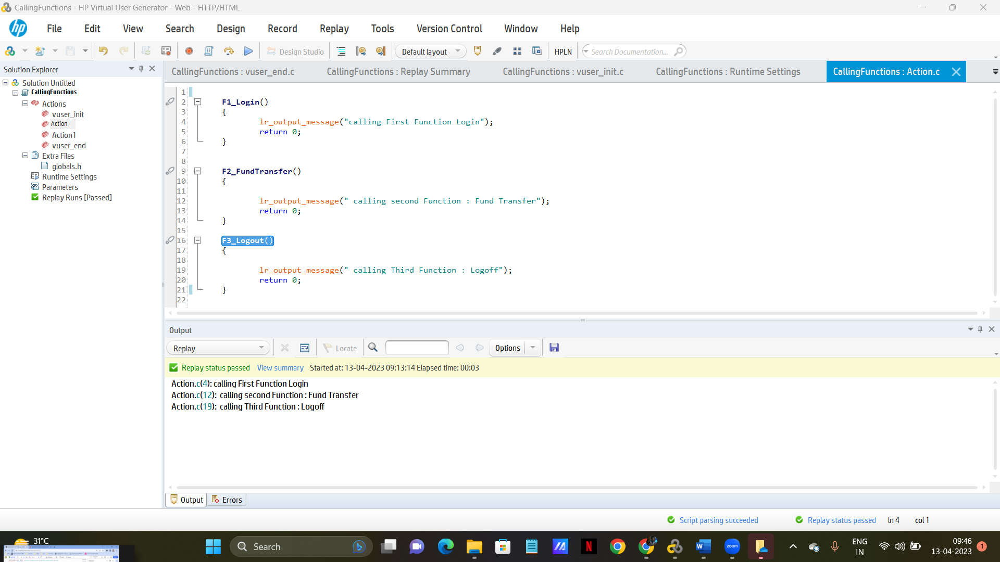 CallingFunctions - HP Virtual User Generator - Web - HTTP/HTML
hp File Edit View Search Design Record Replay Tools Version Control Window Help
Design Studio Default layout HPLN Search Documentation...
Solution Explorer
CallingFunctions : vuser_end.c CallingFunctions : Replay Summary CallingFunctions : vuser_init.c CallingFunctions : Runtime Settings CallingFunctions : Action.c
Solution Untitled
CallingFunctions
Actions
vuser_init
Action
Action1
vuser_end
Extra Files
globals.h
Runtime Settings
Parameters
Replay Runs [Passed]
1
2 F1_Login()
3 {
4 lr_output_message("calling First Function Login");
5 return 0;
6 }
7
8
9 F2_FundTransfer()
10 {
11
12 lr_output_message(" calling second Function : Fund Transfer");
13 return 0;
14 }
15
16 F3_Logout()
17 {
18
19 lr_output_message(" calling Third Function : Logoff");
20 return 0;
21 }
22
Output
Replay Locate Options
Replay status passed View summary Started at: 13-04-2023 09:13:14 Elapsed time: 00:03
Action.c(4): calling First Function Login
Action.c(12): calling second Function : Fund Transfer
Action.c(19): calling Third Function : Logoff
Output Errors
Script parsing succeeded Replay status passed ln 4 col 1
31°C
Search
zoom
ENG
IN
09:46
13-04-2023
1